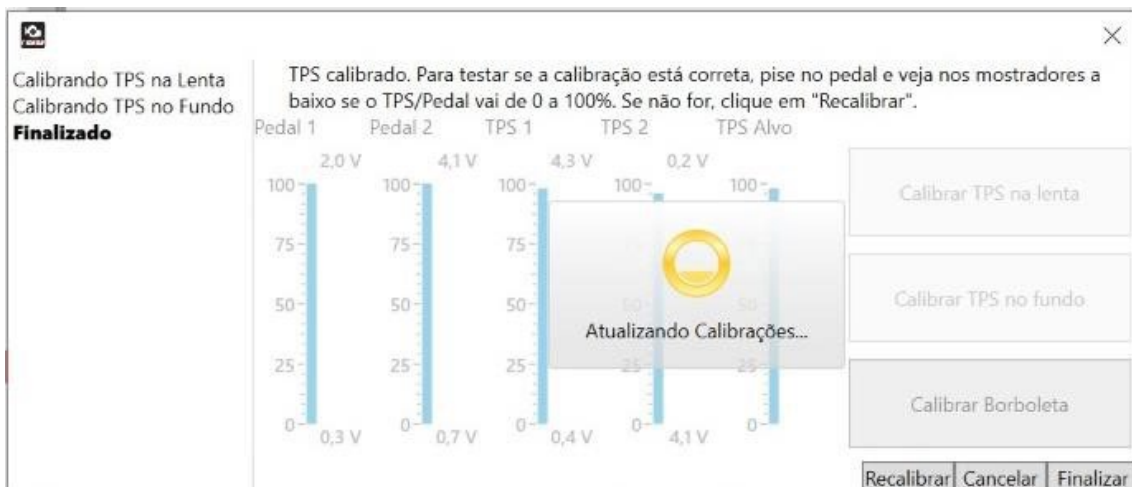 Calibrando TPS na Lenta
Calibrando TPS no Fundo
Finalizado
TPS calibrado. Para testar se a calibração está correta, pise no pedal e veja nos mostradores a
baixo se o TPS/Pedal vai de 0 a 100%. Se não for, clique em "Recalibrar".
Pedal 1 Pedal 2 TPS 1 TPS 2 TPS Alvo
2,0 V 4,1 V 4,3 V 0,2 V
100 100 100 100 100
75 75 75
50 50 50 50 50
25 25 25 25 25
0 0 0 0 0
0,3 V 0,7 V 0,4 V 4,1 V
Atualizando Calibrações...
Calibrar TPS na lenta
Calibrar TPS no fundo
Calibrar Borboleta
Recalibrar Cancelar Finalizar